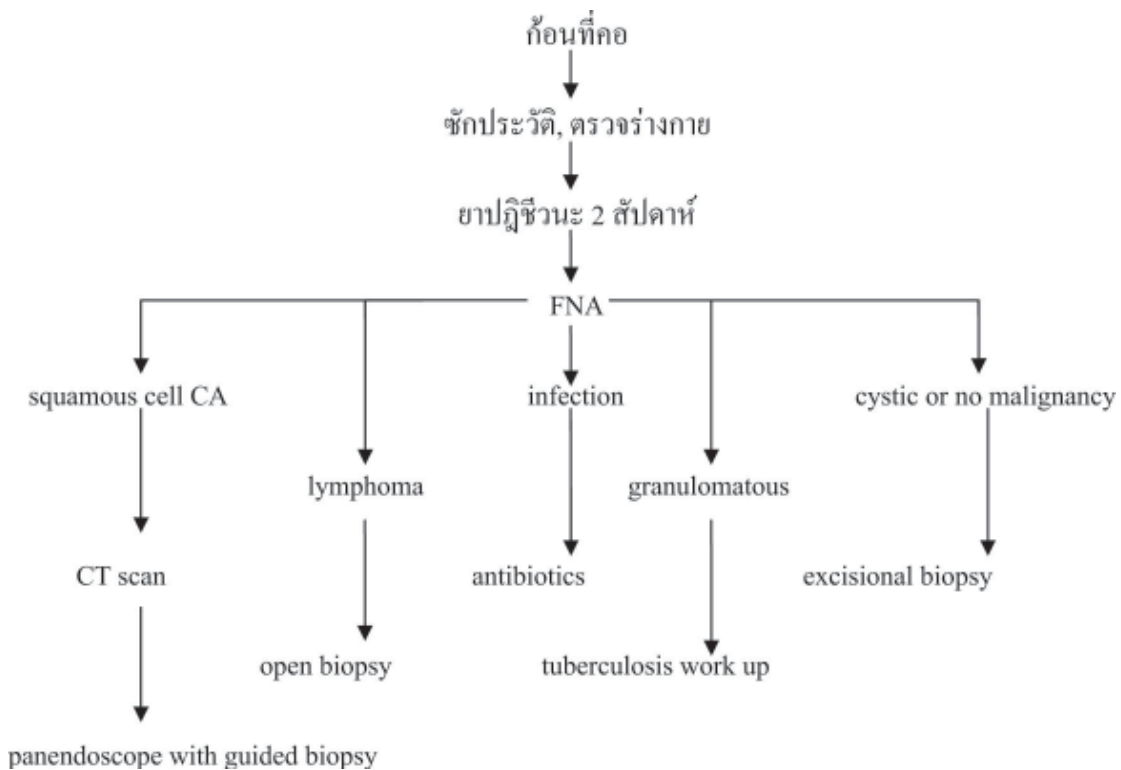 ก้อนที่คอ
ซักประวัติ, ตรวจร่างกาย
ยาปฏิชีวนะ 2 สัปดาห์
FNA
squamous cell CA
infection
cystic or no malignancy
lymphoma
granulomatous
CT scan
antibiotics
excisional biopsy
open biopsy
tuberculosis work up
panendoscope with guided biopsy